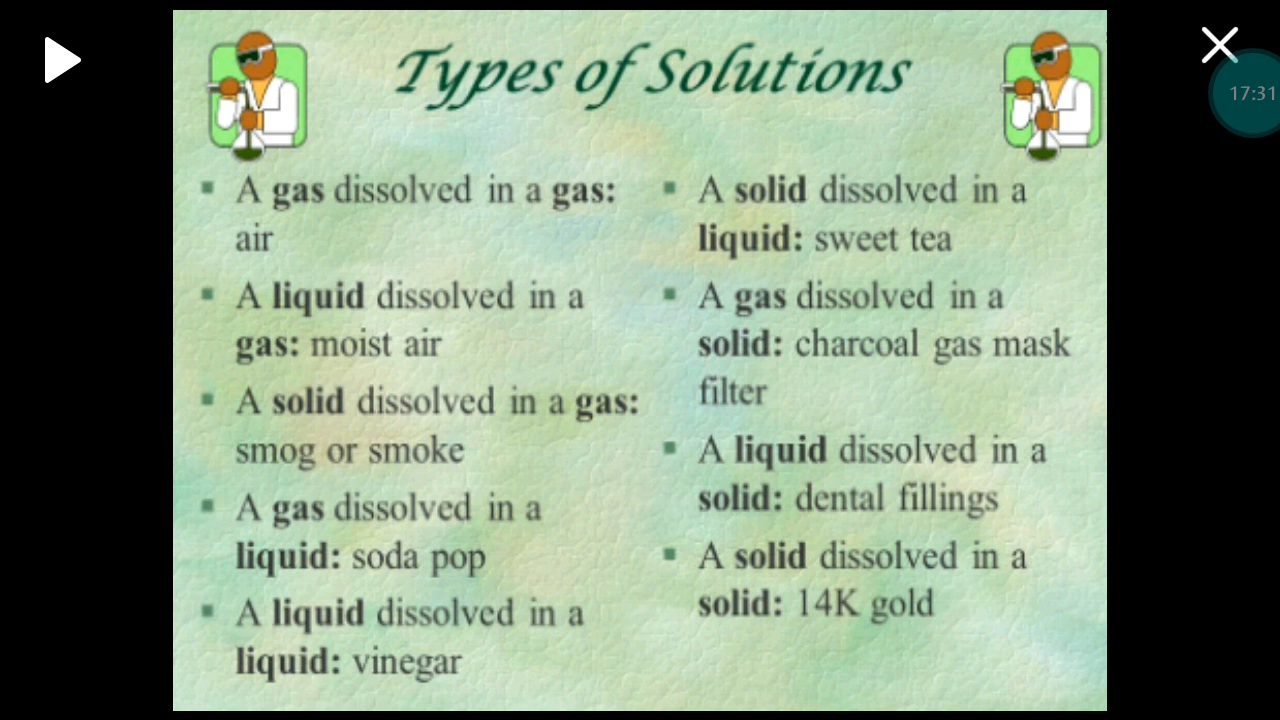 Types of Solutions
17:31
A gas dissolved in a gas:
air
A liquid dissolved in a
gas: moist air
A solid dissolved in a gas:
smog or smoke
A gas dissolved in a
liquid: soda pop
A liquid dissolved in a
liquid: vinegar
A solid dissolved in a
liquid: sweet tea
A gas dissolved in a
solid: charcoal gas mask
filter
A liquid dissolved in a
solid: dental fillings
A solid dissolved in a
solid: 14K gold